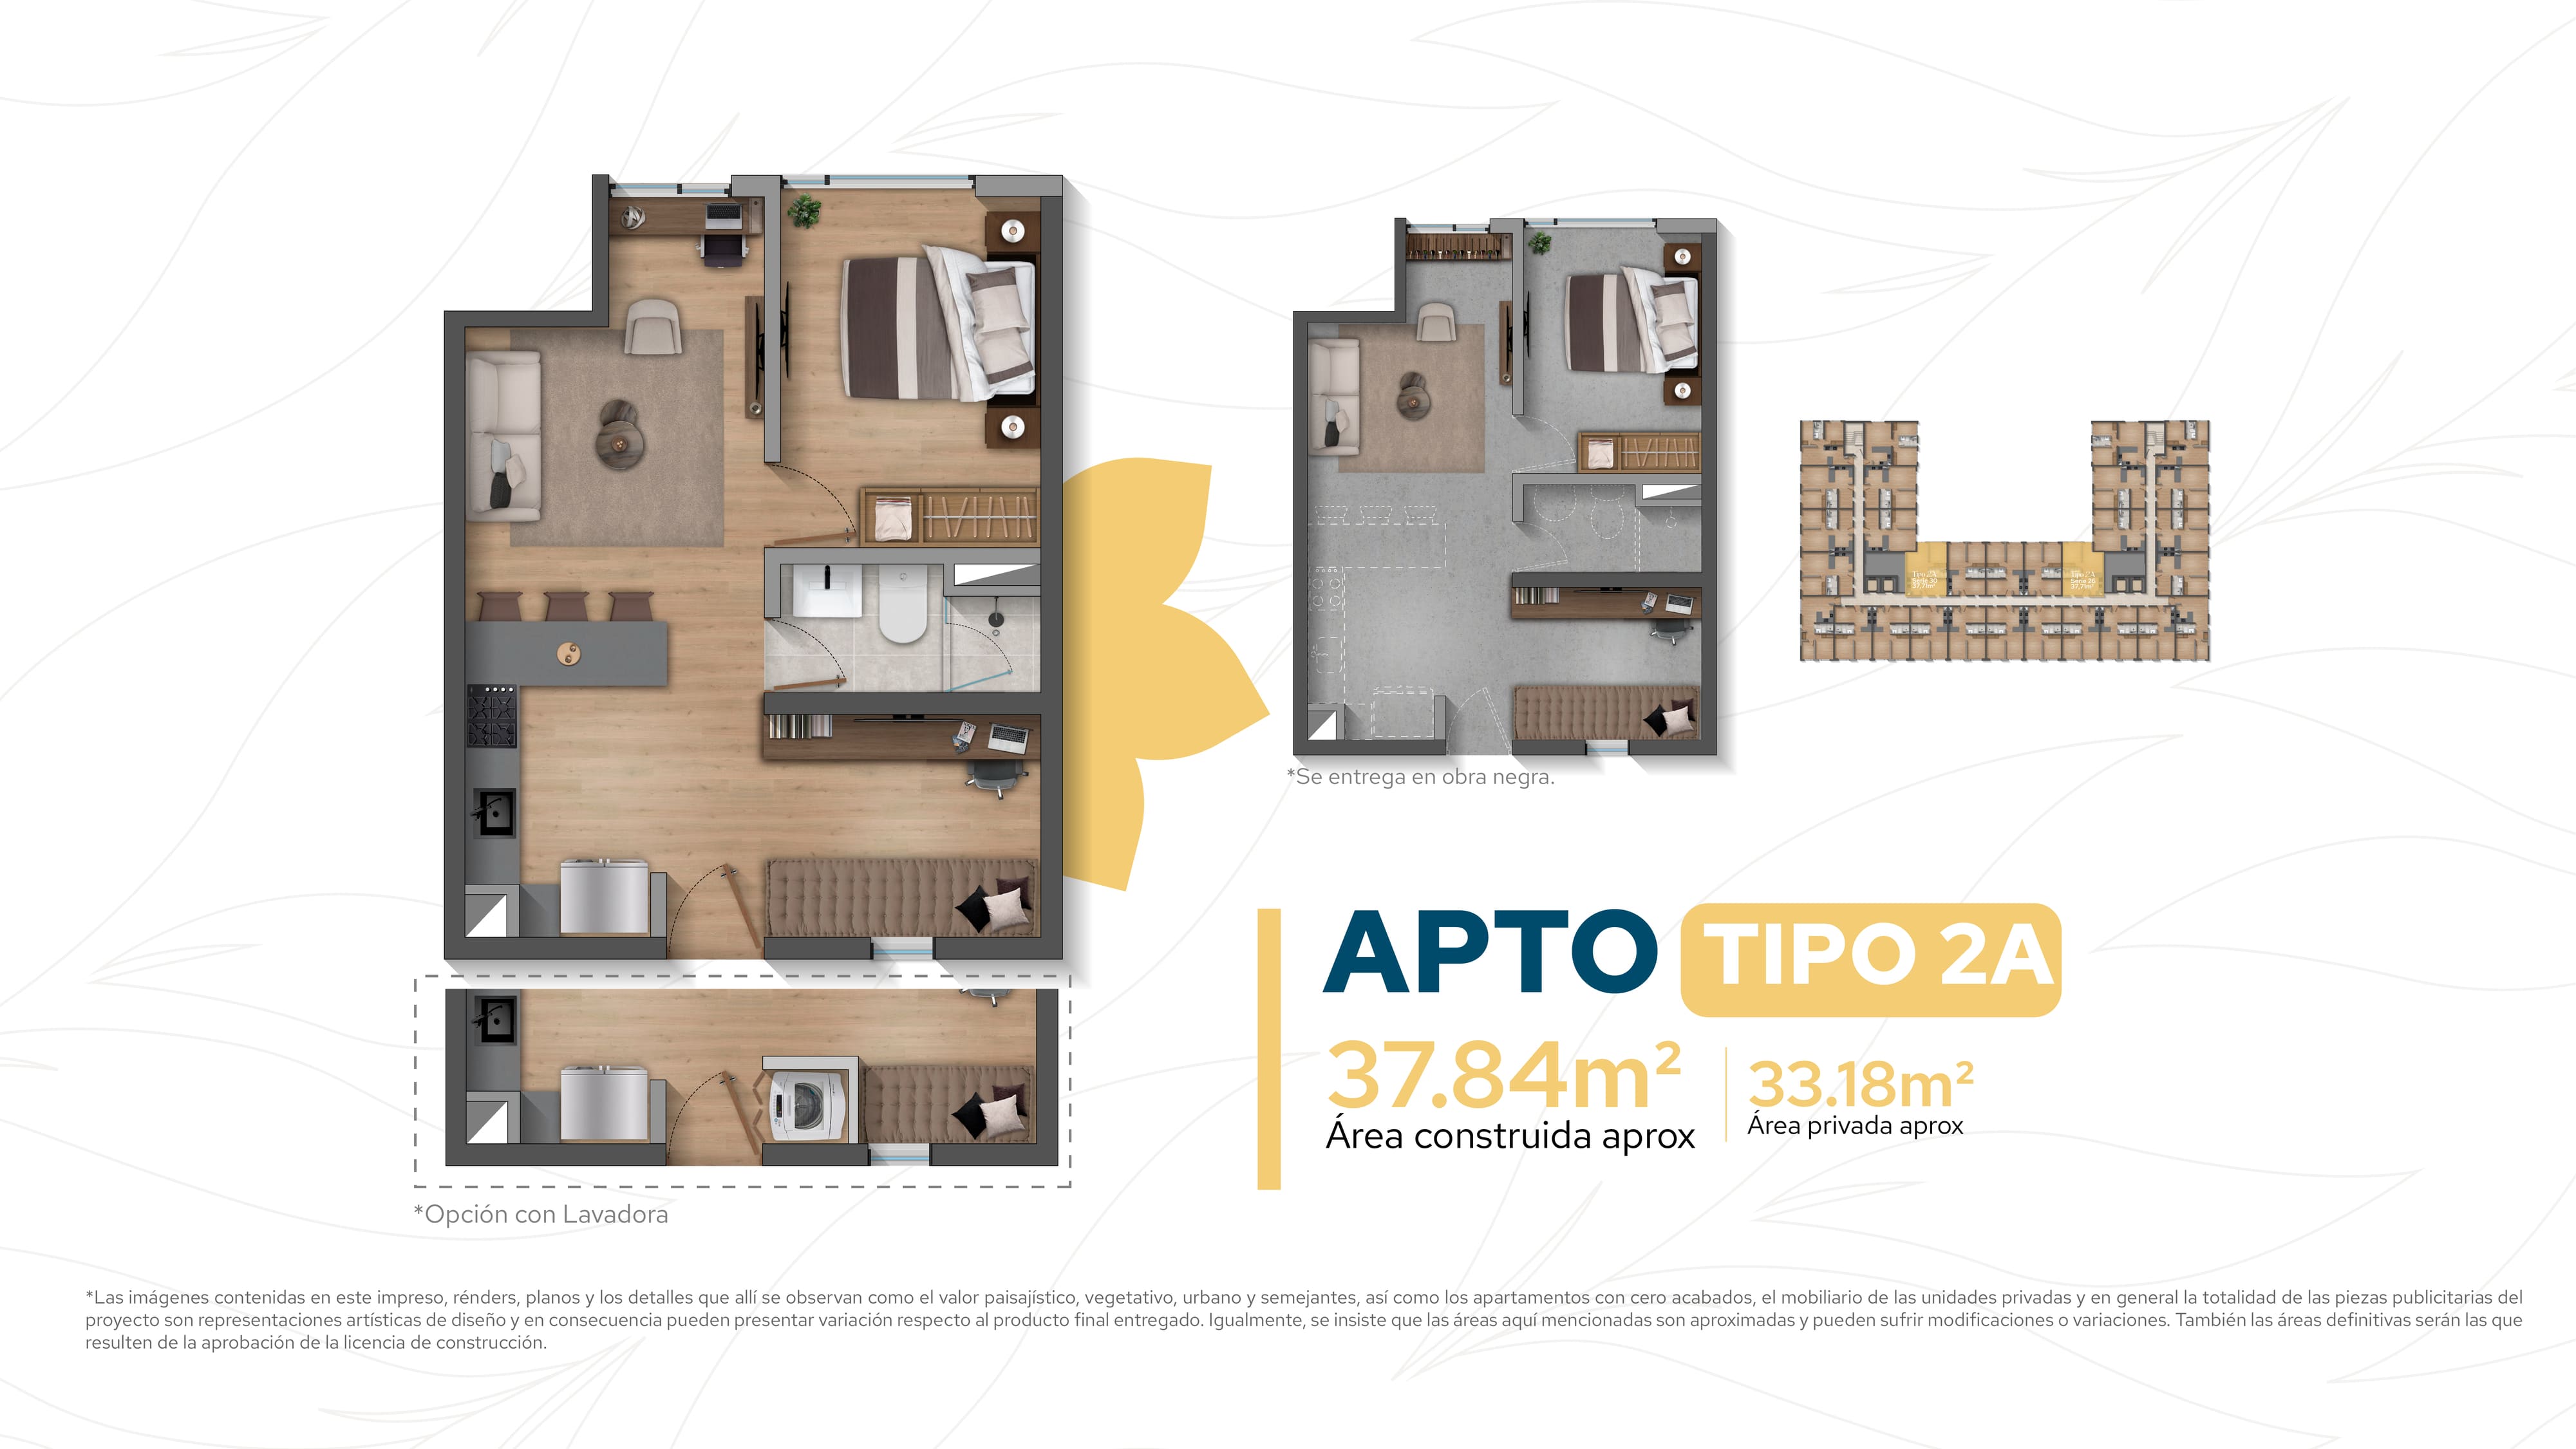 *Se entrega en obra negra.
APTO TIPO 2A
37.84m²
Área construida aprox
33.18m²
Área privada aprox
*Opción con Lavadora
*Las imágenes contenidas en este impreso, rénders, planos y los detalles que allí se observan como el valor paisajístico, vegetativo, urbano y semejantes, así como los apartamentos con cero acabados, el mobiliario de las unidades privadas y en general la totalidad de las piezas publicitarias del
proyecto son representaciones artísticas de diseño y en consecuencia pueden presentar variación respecto al producto final entregado. Igualmente, se insiste que las áreas aquí mencionadas son aproximadas y pueden sufrir modificaciones o variaciones. También las áreas definitivas serán las que
resulten de la aprobación de la licencia de construcción.